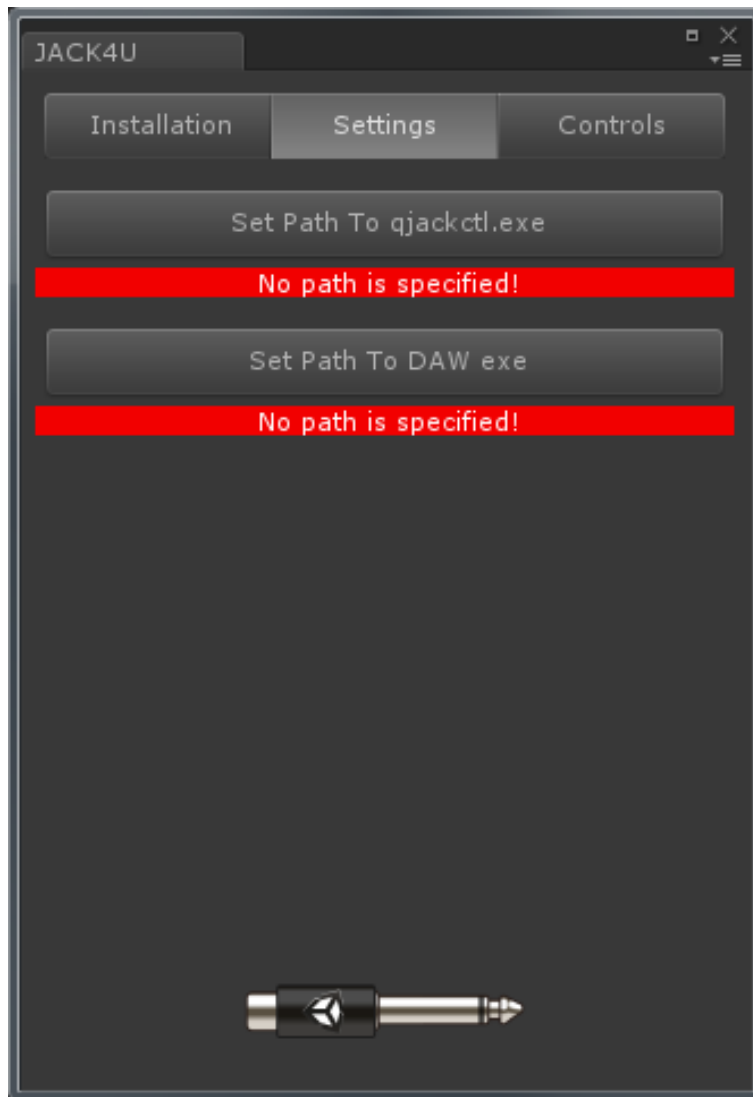 JACK4U
Installation Settings Controls
Set Path To qjackctl.exe
No path is specified!
Set Path To DAW exe
No path is specified!